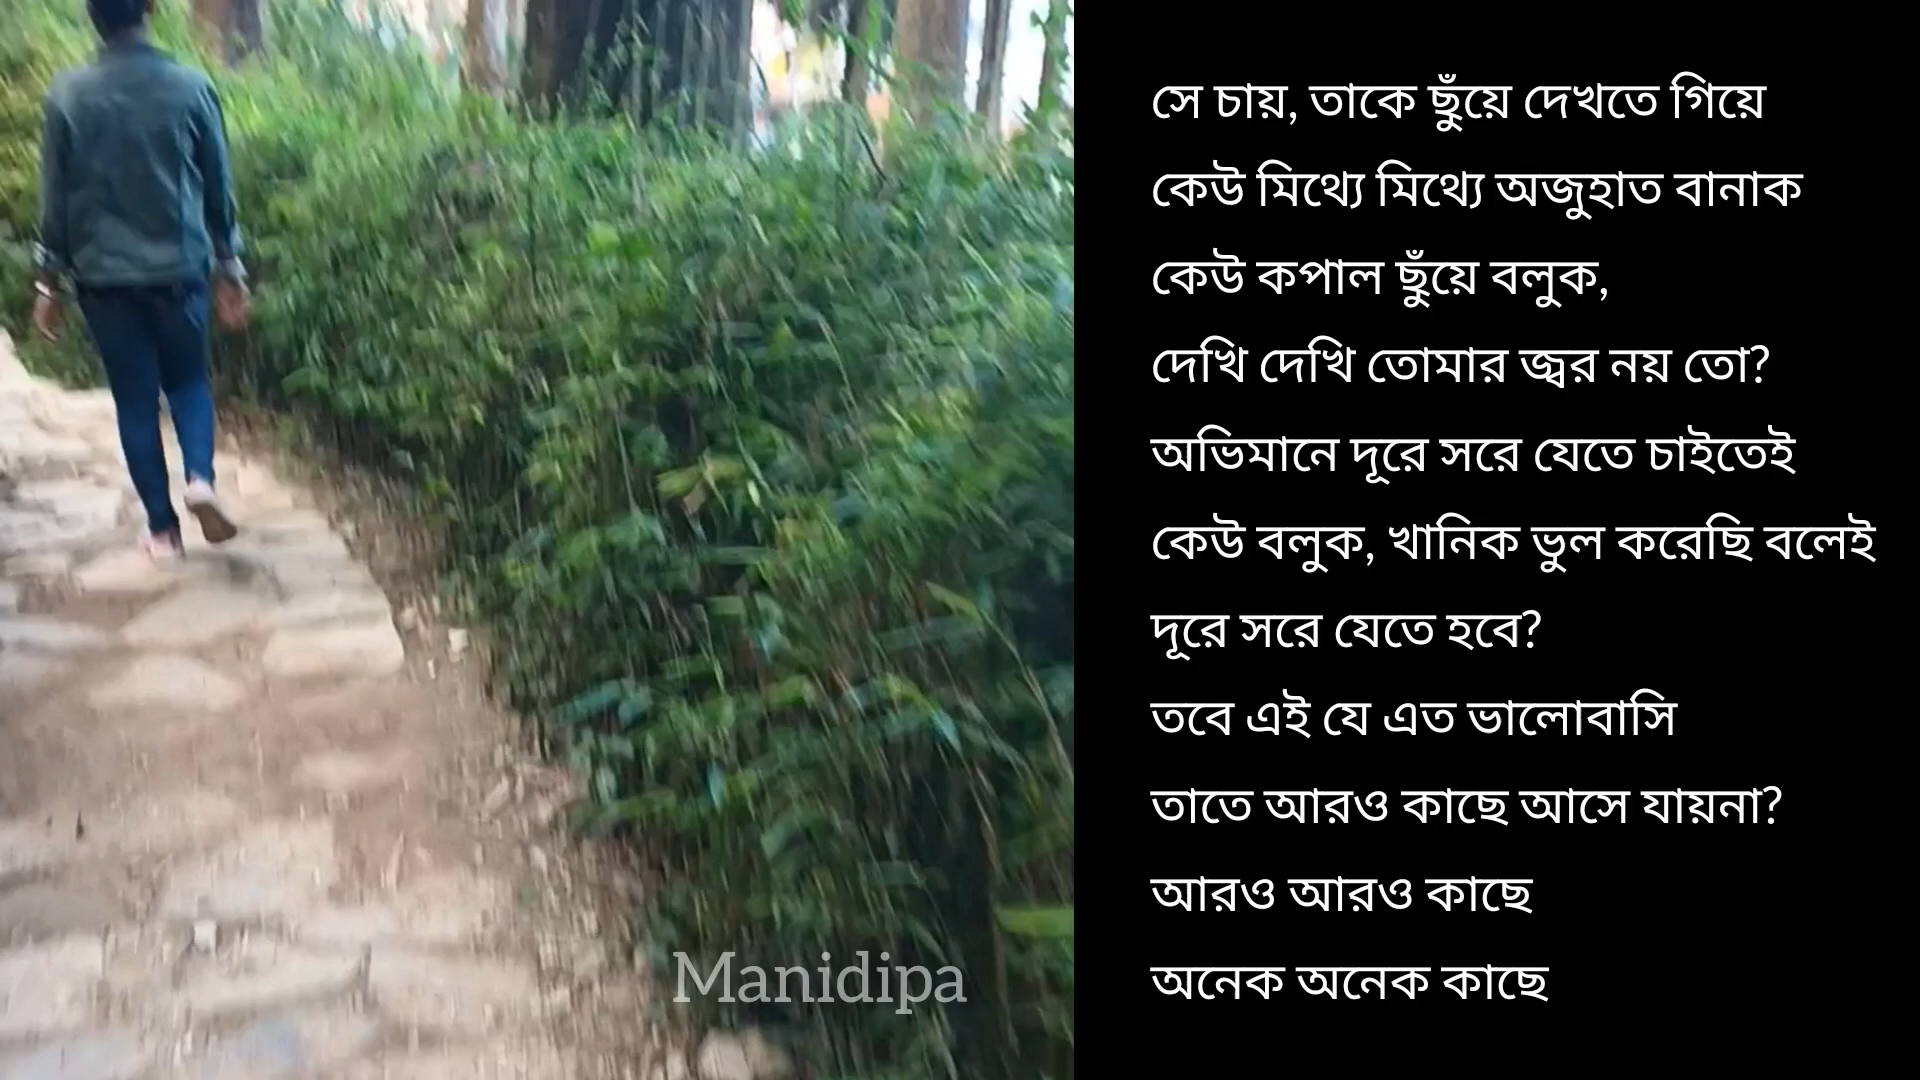 সে চায়, তাকে ছুঁয়ে দেখতে গিয়ে
কেউ মিথ্যে মিথ্যে অজুহাত বানাক
কেউ কপাল ছুঁয়ে বলুক,
দেখি দেখি তোমার জ্বর নয় তো?
অভিমানে দূরে সরে যেতে চাইতেই
কেউ বলুক, খানিক ভুল করেছি বলেই
দূরে সরে যেতে হবে?
তবে এই যে এত ভালোবাসি
তাতে আরও কাছে আসে যায়না?
আরও আরও কাছে
অনেক অনেক কাছে
Manidipa